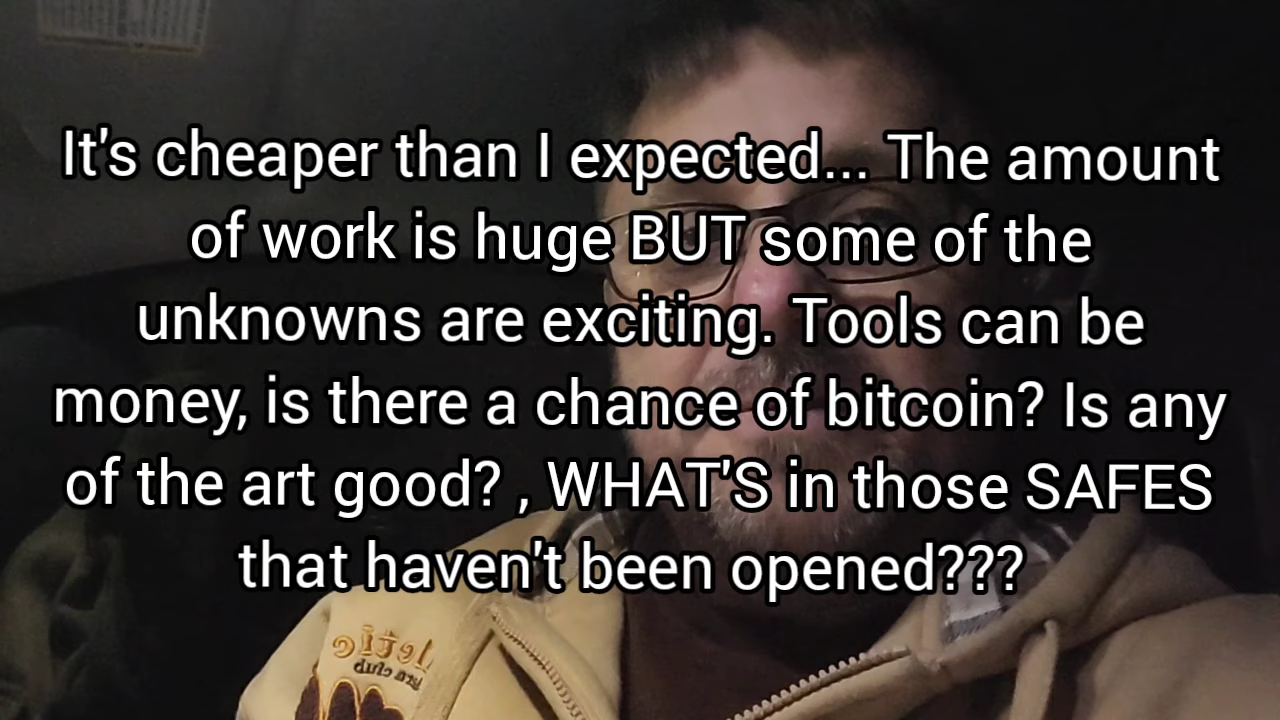 It's cheaper than I expected... The amount
of work is huge BUT some of the
unknowns are exciting. Tools can be
money, is there a chance of bitcoin? Is any
of the art good? , WHAT'S in those SAFES
that haven't been opened???